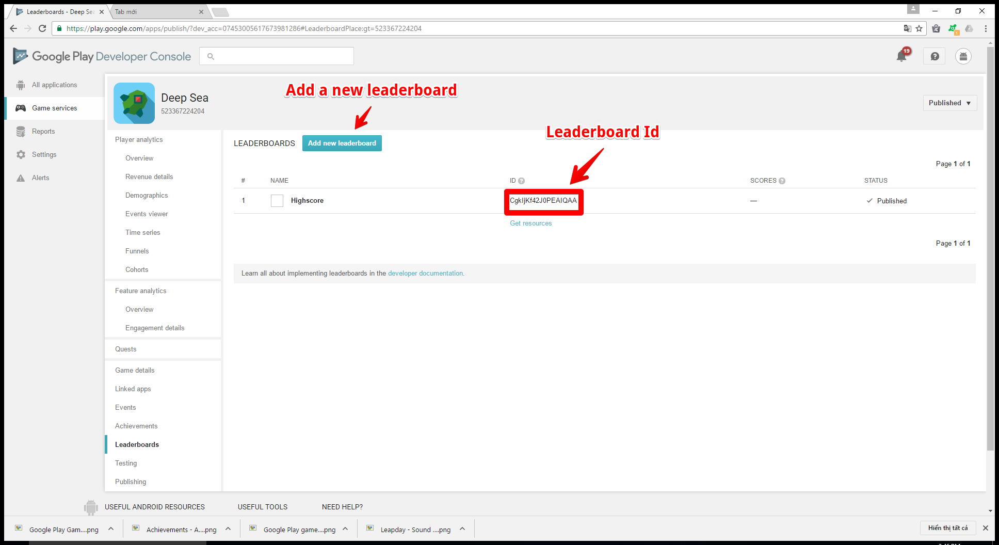 Leaderboards - Deep Sea
Tab mới
https://play.google.com/apps/publish/?dev_acc=07453005617673981286#LeaderboardPlace:gt=523367224204
1
Google Play Developer Console
19
All applications
Game services
Reports
Settings
Alerts
Deep Sea
523367224204
Add a new leaderboard
Published
Player analytics
Overview
Revenue details
Demographics
Events viewer
Time series
Funnels
Cohorts
Feature analytics
Overview
Engagement details
Quests
Game details
Linked apps
Events
Achievements
Leaderboards
Testing
Publishing
LEADERBOARDS
Add new leaderboard
Leaderboard Id
Page 1 of 1
# NAME ID SCORES STATUS
1 Highscore CgkIjKf42J0PEAIQAA — Published
Get resources
Page 1 of 1
Learn all about implementing leaderboards in the developer documentation.
USEFUL ANDROID RESOURCES
USEFUL TOOLS
NEED HELP?
Google Play Gam....png
Achievements - A....png
Google Play game....png
Leapday - Sound ....png
Hiển thị tất cả